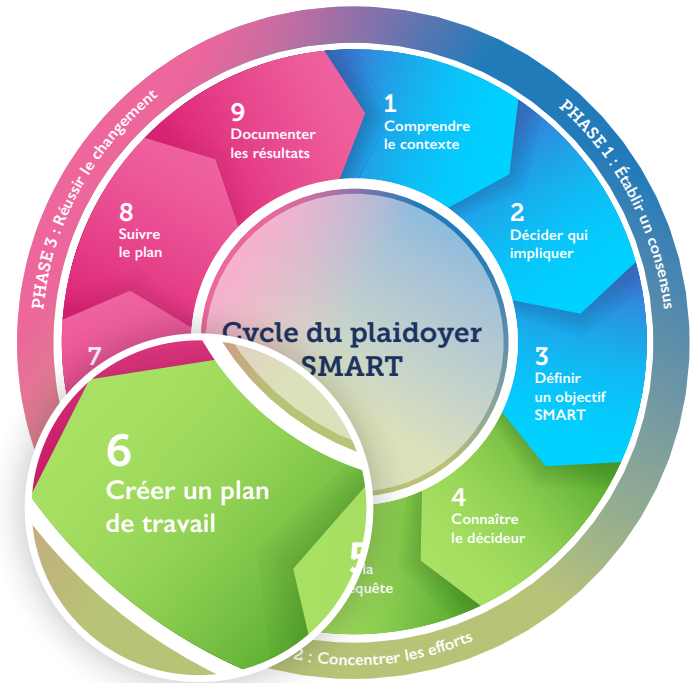 PHASE 1 : Établir un consensus
1
Comprendre
le contexte
2
Décider qui
impliquer
3
Définir
un objectif
SMART
2 : Concentrer les efforts
4
Connaître
le décideur
5
la
6
Créer un plan
de travail
PHASE 3 : Réussir le changement
7
8
Suivre
le plan
9
Documenter
les résultats
Cycle du plaidoyer
SMART